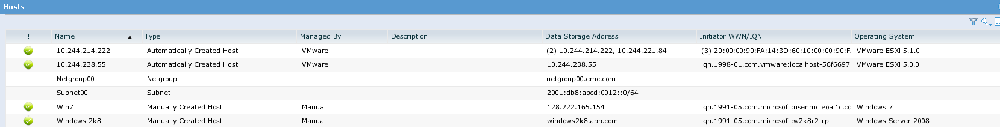 Hosts
! Name ▲ Type Managed By Description Data Storage Address Initiator WWN/IQN Operating System
10.244.214.222 Automatically Created Host VMware (2) 10.244.214.222, 10.244.221.84 (3) 20:00:00:90:FA:14:3D:60:10:00:00:90:F. VMware ESXi 5.1.0
10.244.238.55 Automatically Created Host VMware 10.244.238.55 iqn.1998-01.com.vmware:localhost-56f6697 VMware ESXi 5.0.0
Netgroup00 Netgroup -- netgroup00.emc.com --
Subnet00 Subnet -- 2001:db8:abcd:0012::0/64 --
Win7 Manually Created Host Manual 128.222.165.154 iqn.1991-05.com.microsoft:usenmcleoal1c.cc Windows 7
Windows 2k8 Manually Created Host Manual windows2k8.app.com iqn.1991-05.com.microsoft:w2k8r2-rp Windows Server 2008